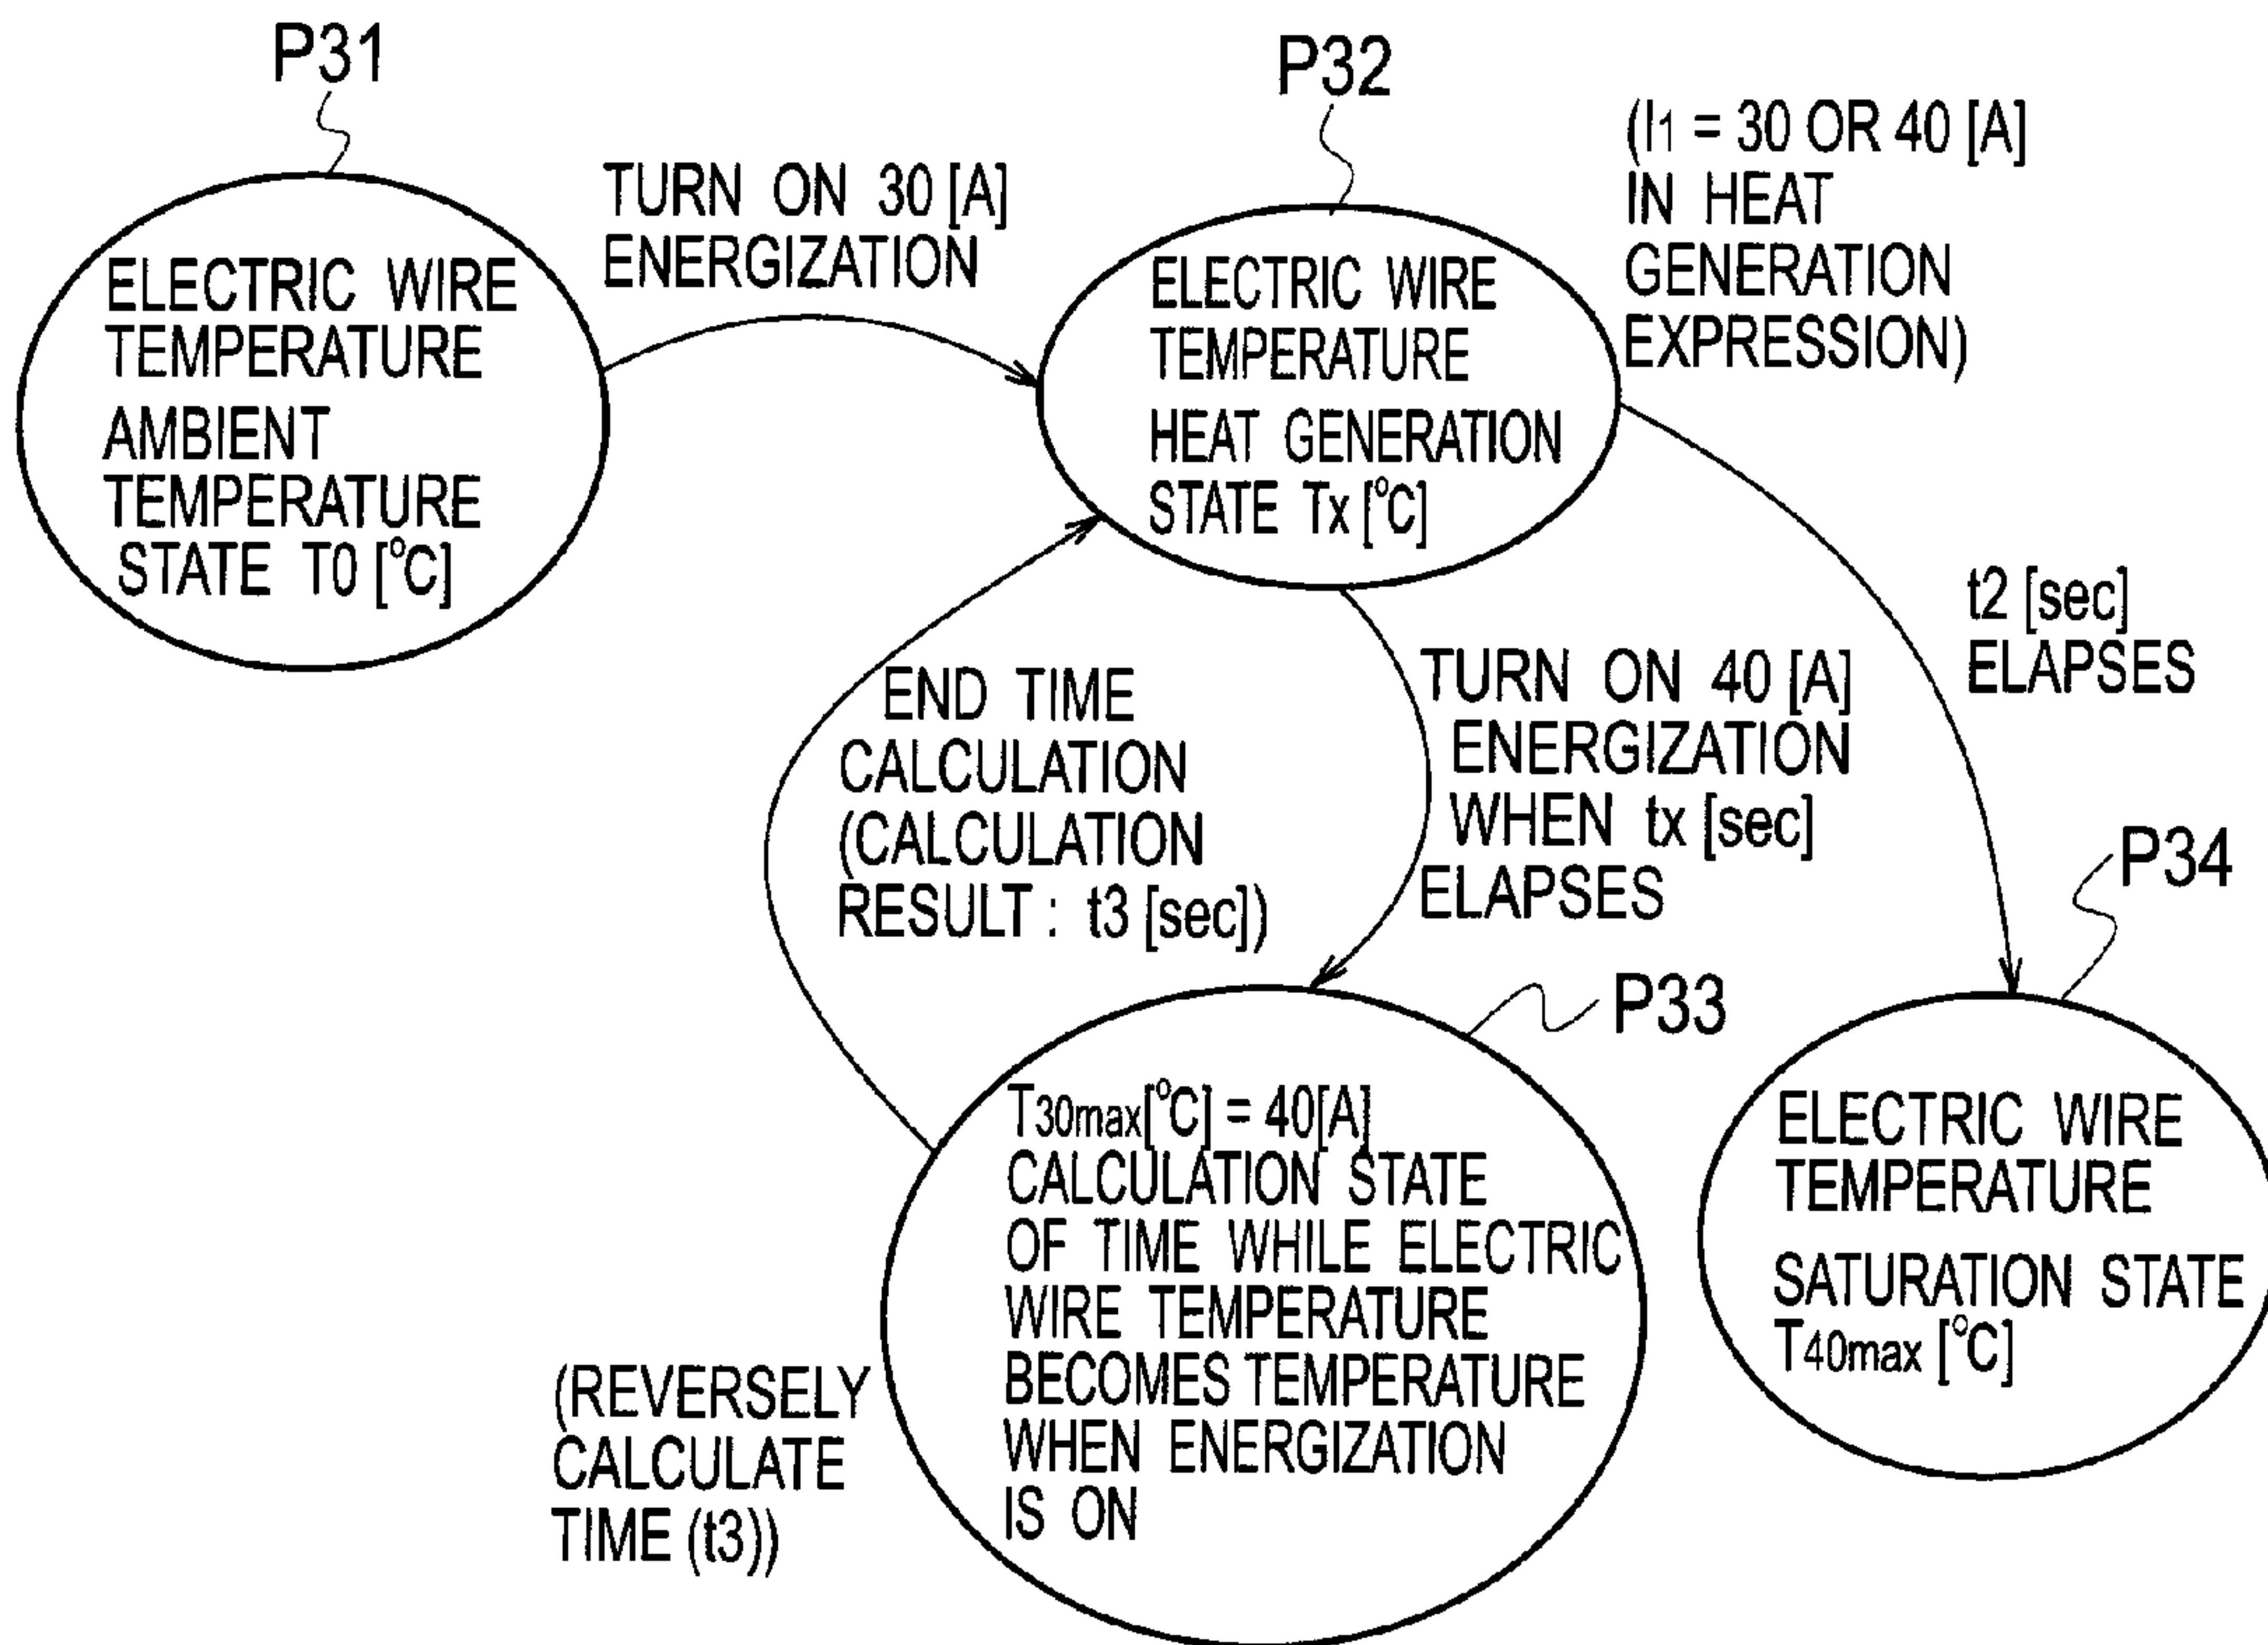 P31
ELECTRIC WIRE
TEMPERATURE
AMBIENT
TEMPERATURE
STATE T0 [°C]
TURN ON 30 [A]
ENERGIZATION
P32
ELECTRIC WIRE
TEMPERATURE
HEAT GENERATION
STATE Tx [°C]
(I1 = 30 OR 40 [A]
IN HEAT
GENERATION
EXPRESSION)
t2 [sec]
ELAPSES
END TIME
CALCULATION
(CALCULATION
RESULT : t3 [sec])
TURN ON 40 [A]
ENERGIZATION
WHEN tx [sec]
ELAPSES
P33
T30max[°C] = 40[A]
CALCULATION STATE
OF TIME WHILE ELECTRIC
WIRE TEMPERATURE
BECOMES TEMPERATURE
WHEN ENERGIZATION
IS ON
(REVERSELY
CALCULATE
TIME (t3))
P34
ELECTRIC WIRE
TEMPERATURE
SATURATION STATE
T40max [°C]